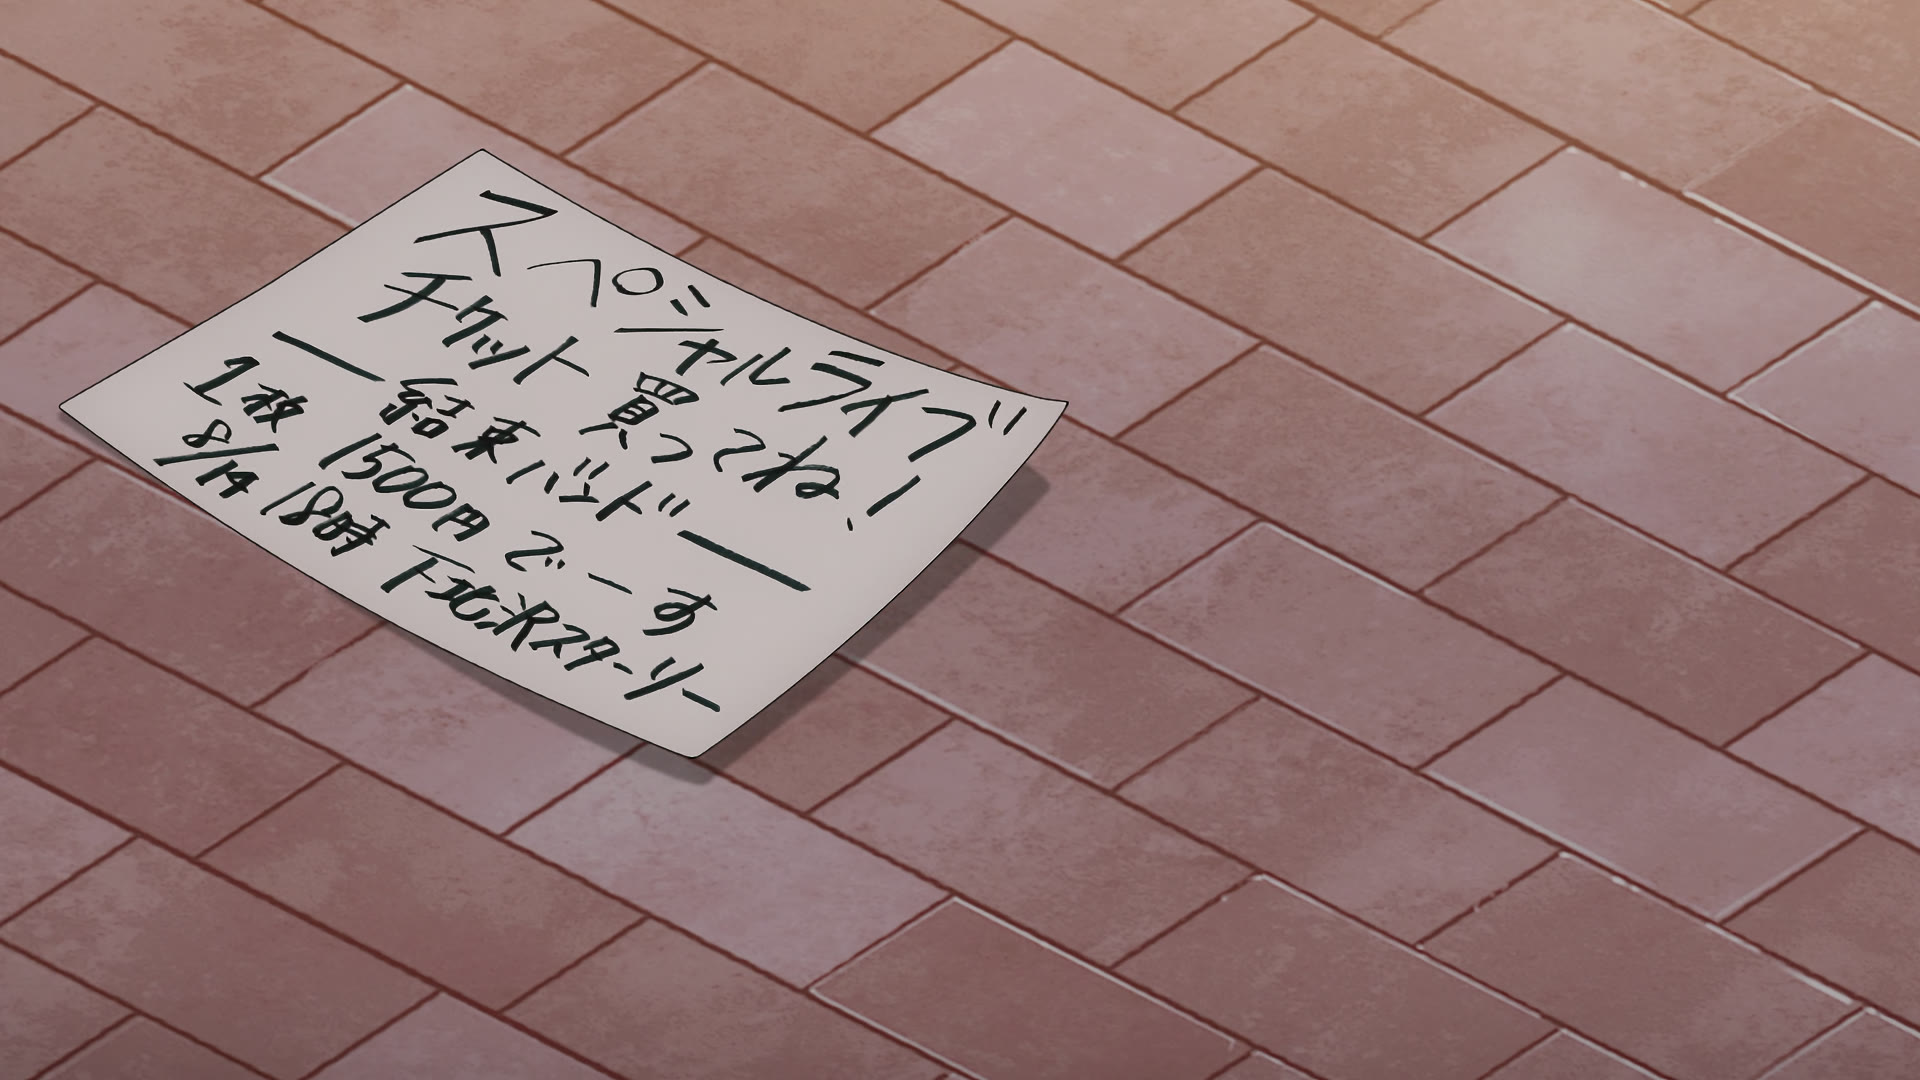 スペシャルライブ
チケット 買ってね、!
― 結束バンド ―
1枚 1500円 でーす
8/14 18時 下北沢スターリー